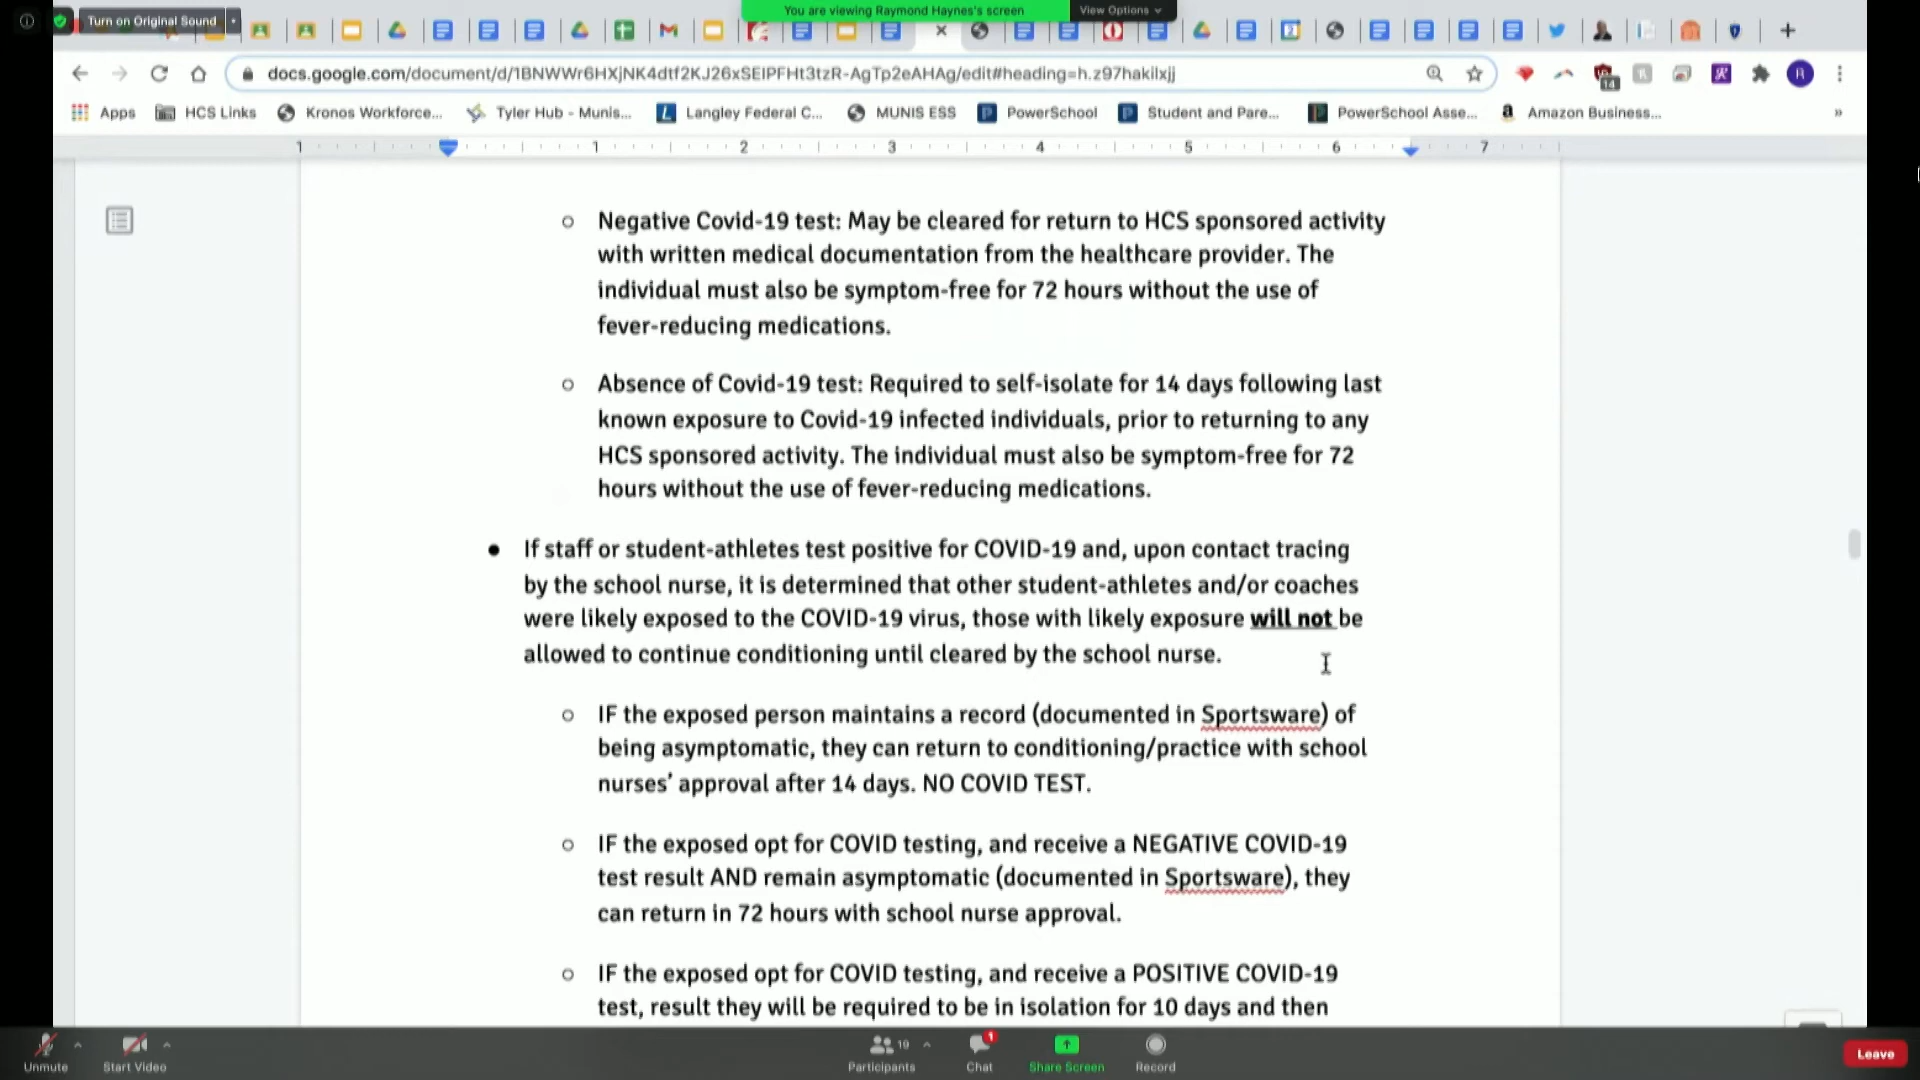 Turn on Original Sound
You are viewing Raymond Haynes's screen
View Options
docs.google.com/document/d/1BNWWr6HXjNK4dtf2KJ26xSEIPFHt3tzR-AgTp2eAHAg/edit#heading=h.z97hakilxjj
Apps HCS Links Kronos Workforce... Tyler Hub - Munis... Langley Federal C... MUNIS ESS PowerSchool Student and Pare... PowerSchool Asse... Amazon Business... »
1 1 2 3 4 5 6 7
Negative Covid-19 test: May be cleared for return to HCS sponsored activity
with written medical documentation from the healthcare provider. The
individual must also be symptom-free for 72 hours without the use of
fever-reducing medications.
Absence of Covid-19 test: Required to self-isolate for 14 days following last
known exposure to Covid-19 infected individuals, prior to returning to any
HCS sponsored activity. The individual must also be symptom-free for 72
hours without the use of fever-reducing medications.
If staff or student-athletes test positive for COVID-19 and, upon contact tracing
by the school nurse, it is determined that other student-athletes and/or coaches
were likely exposed to the COVID-19 virus, those with likely exposure will not be
allowed to continue conditioning until cleared by the school nurse.
IF the exposed person maintains a record (documented in Sportsware) of
being asymptomatic, they can return to conditioning/practice with school
nurses' approval after 14 days. NO COVID TEST.
IF the exposed opt for COVID testing, and receive a NEGATIVE COVID-19
test result AND remain asymptomatic (documented in Sportsware), they
can return in 72 hours with school nurse approval.
IF the exposed opt for COVID testing, and receive a POSITIVE COVID-19
test, result they will be required to be in isolation for 10 days and then
Unmute Start Video Participants 19 Chat 1 Share Screen Record Leave